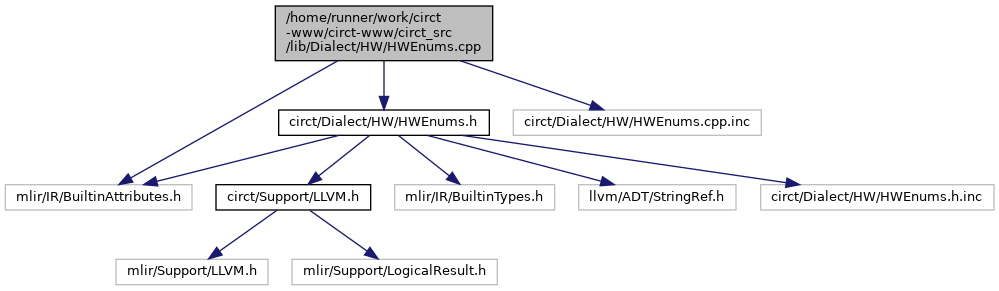 /home/runner/work/circt
-www/circt-www/circt_src
/lib/Dialect/HW/HWEnums.cpp
circt/Dialect/HW/HWEnums.h
circt/Dialect/HW/HWEnums.cpp.inc
mlir/IR/BuiltinAttributes.h
circt/Support/LLVM.h
mlir/IR/BuiltinTypes.h
llvm/ADT/StringRef.h
circt/Dialect/HW/HWEnums.h.inc
mlir/Support/LLVM.h
mlir/Support/LogicalResult.h